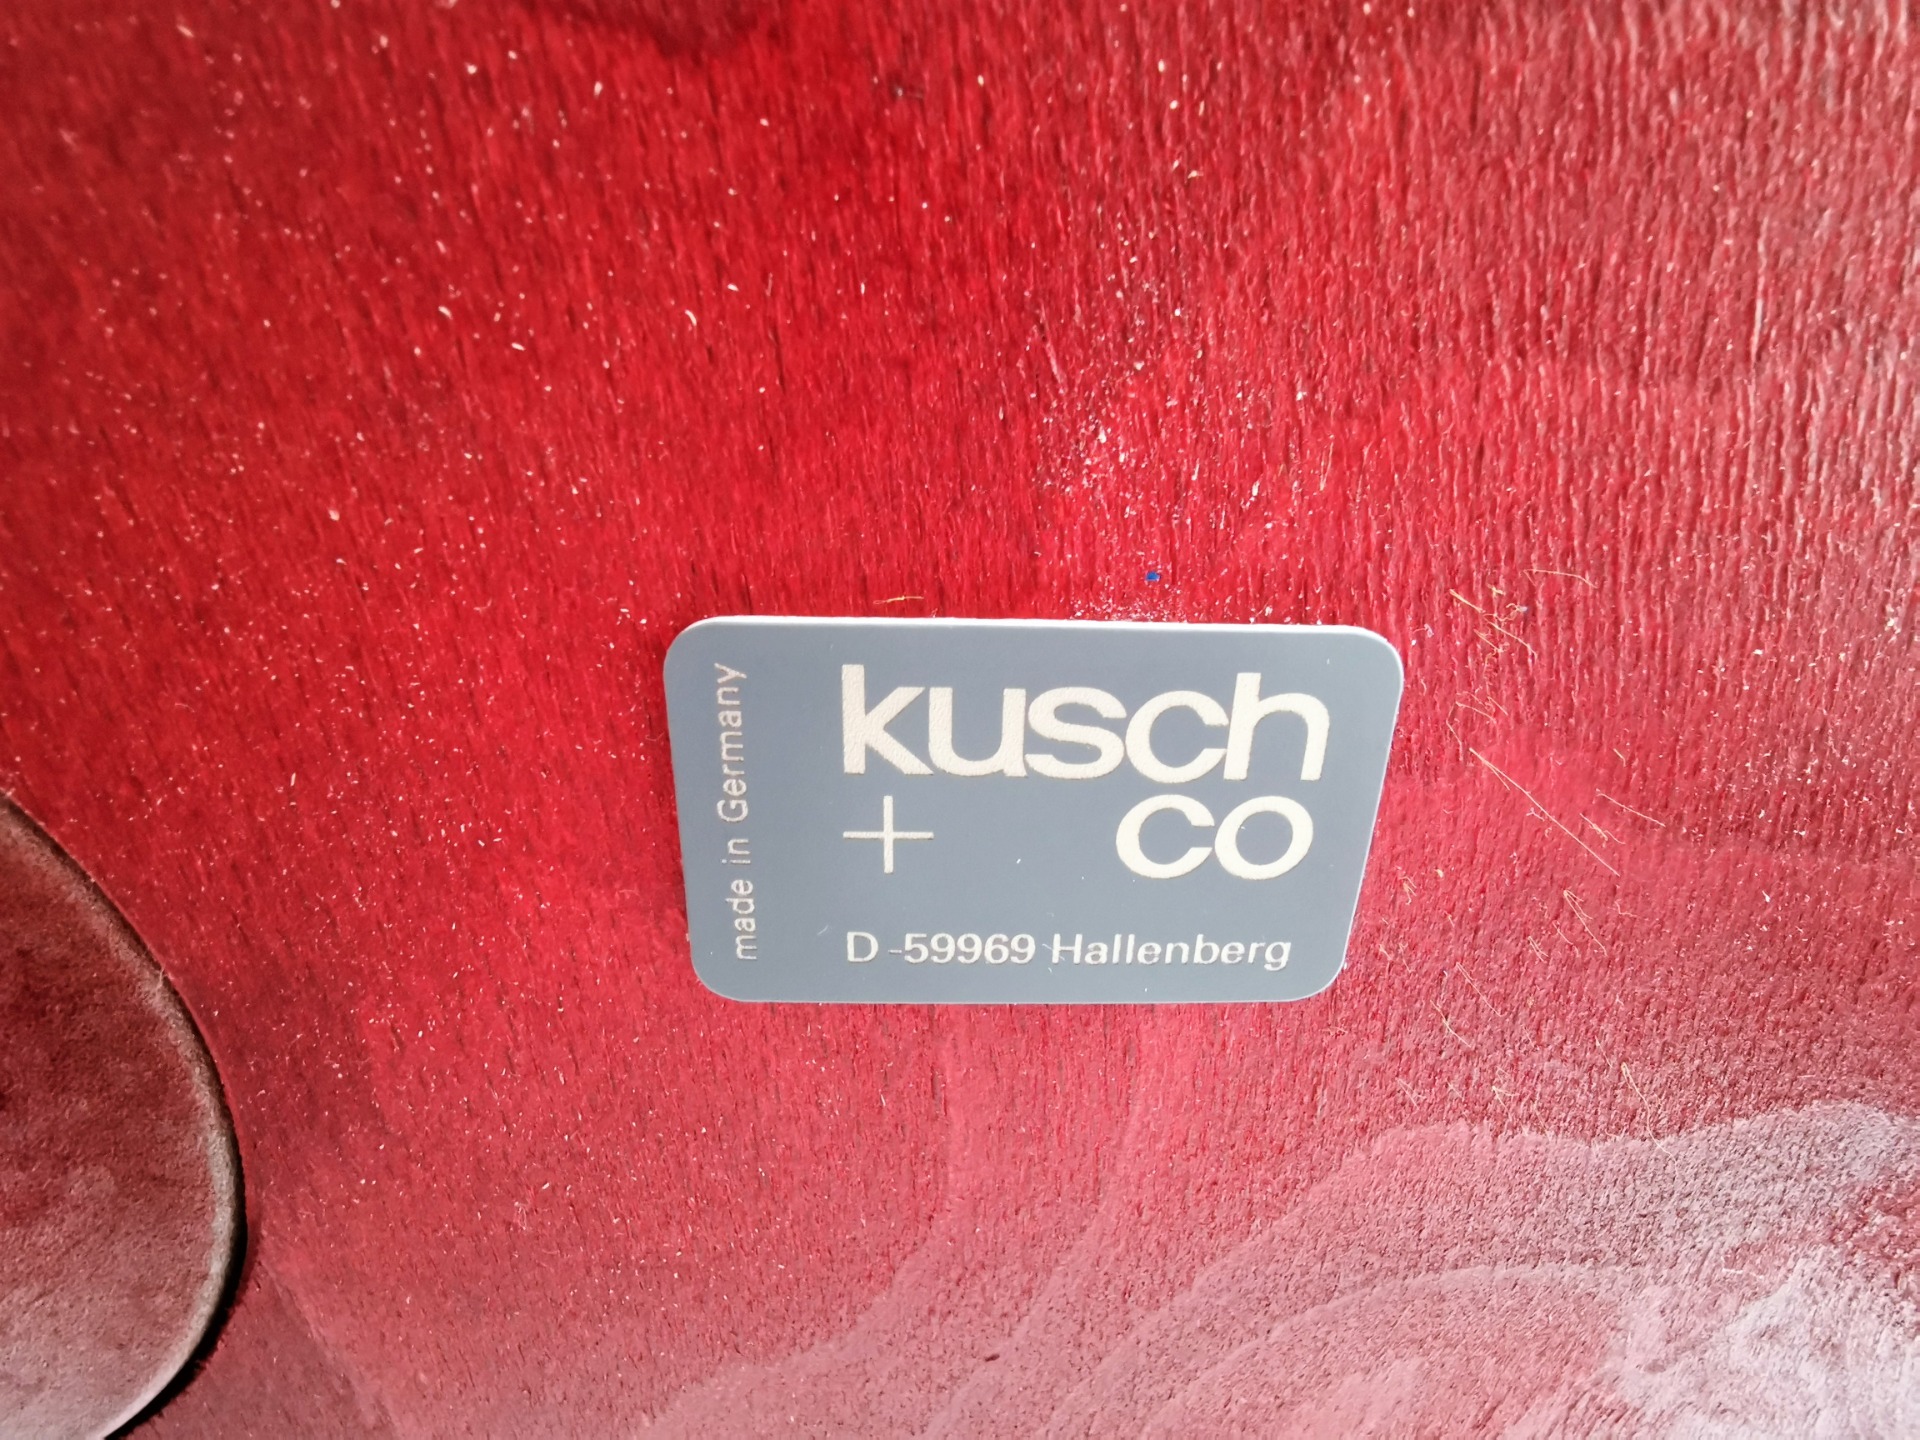 made in Germany
kusch
+ co
D-59969 Hallenberg